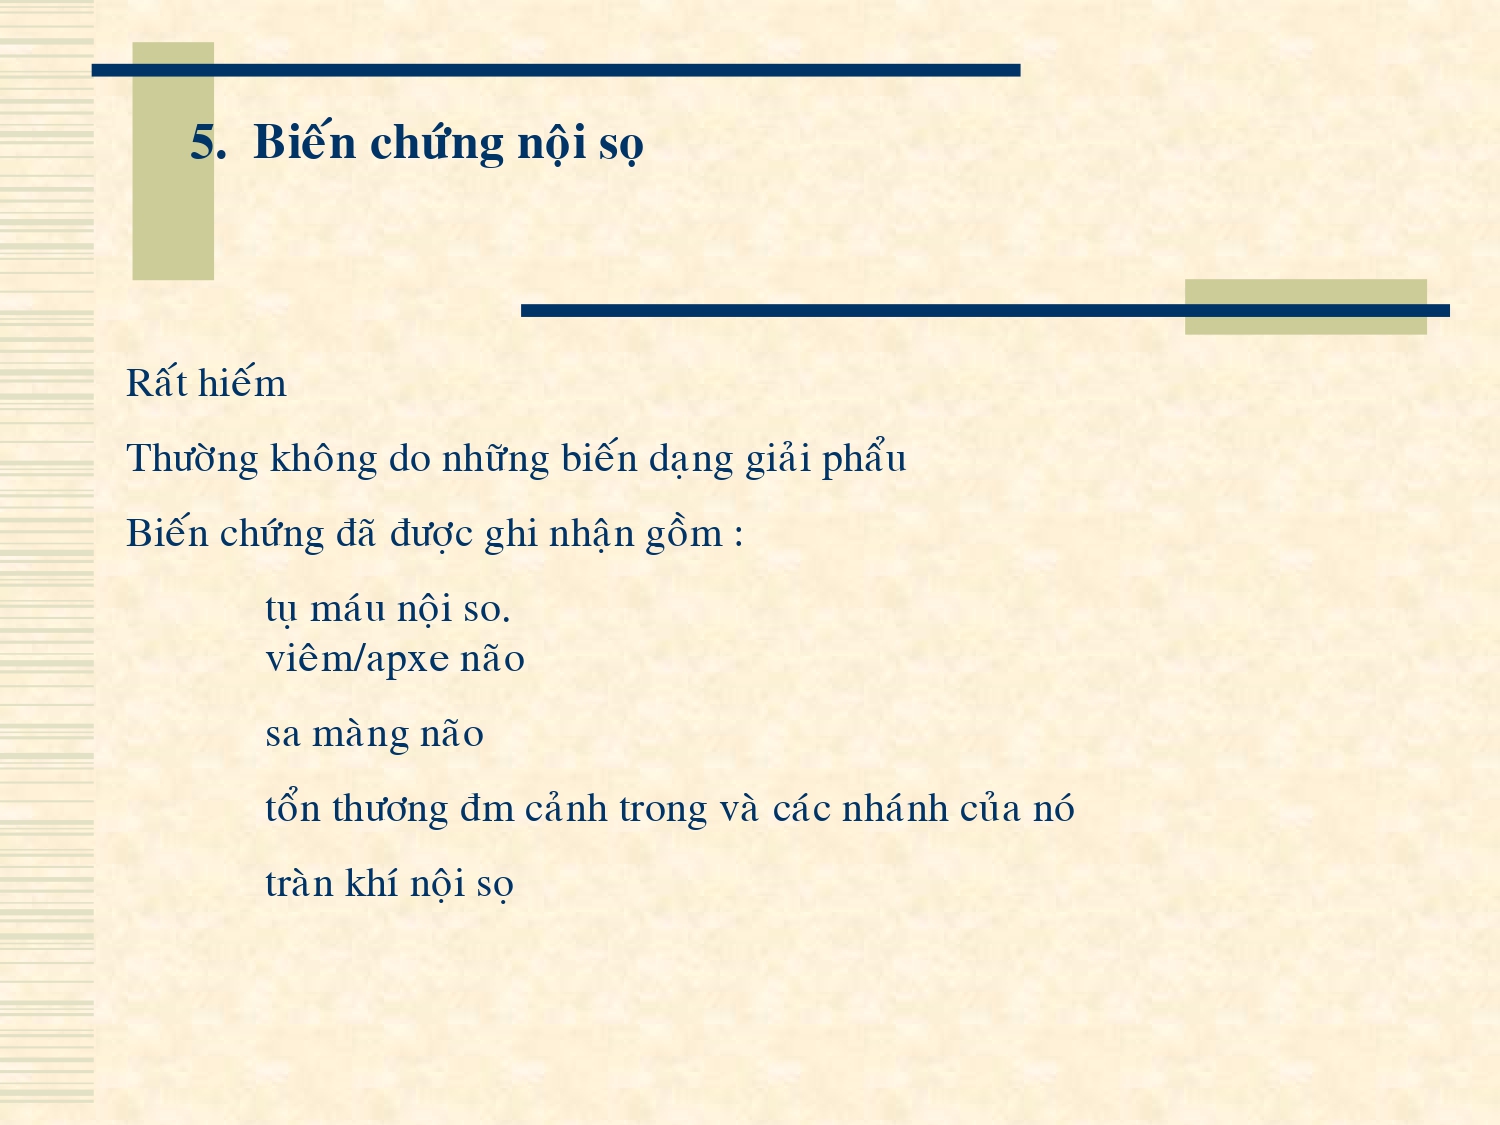 5. Biến chứng nội sọ
Rất hiếm
Thường không do những biến dạng giải phẩu
Biến chứng đã được ghi nhận gồm :
tụ máu nội so.
viêm/apxe não
sa màng não
tổn thương đm cảnh trong và các nhánh của nó
tràn khí nội sọ